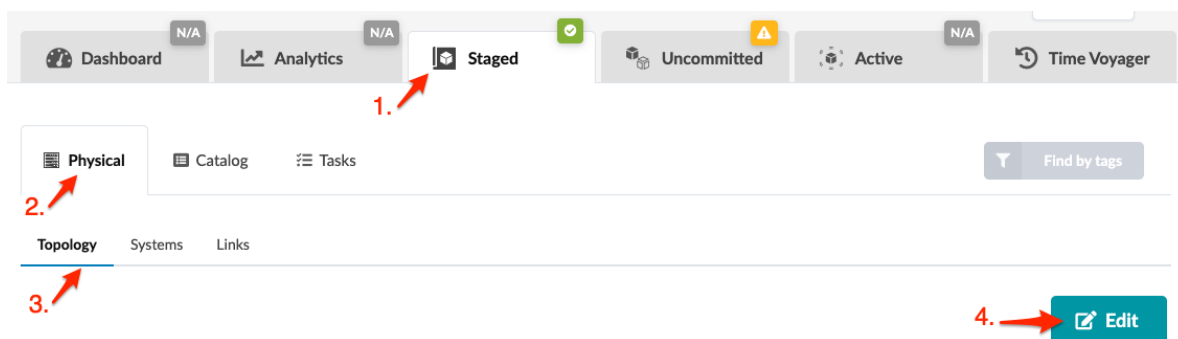 N/A N/A N/A
Dashboard Analytics Staged Uncommitted Active Time Voyager
1.
Physical Catalog Tasks Find by tags
2.
Topology Systems Links
3.
4. Edit